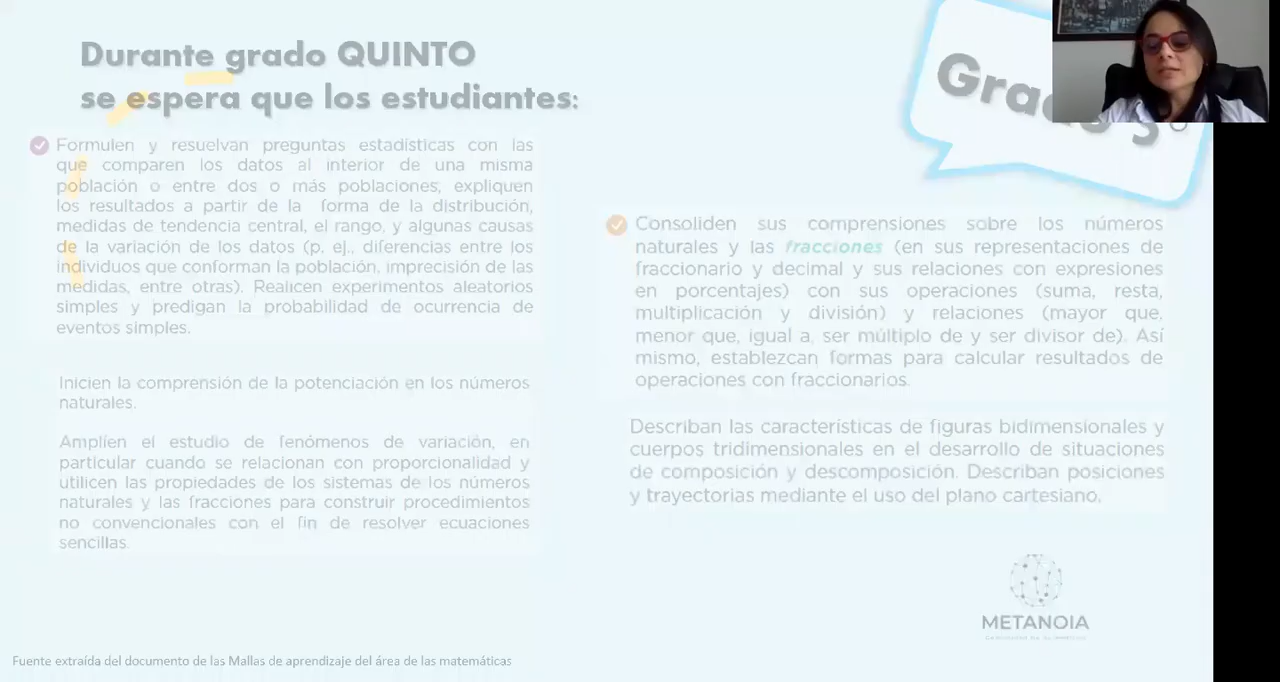 Durante grado QUINTO
se espera que los estudiantes:
Grado 5°
Formulen y resuelvan preguntas estadísticas con las
que comparen los datos al interior de una misma
población o entre dos o más poblaciones; expliquen
los resultados a partir de la forma de la distribución,
medidas de tendencia central, el rango, y algunas causas
de la variación de los datos (p, ej., diferencias entre los
individuos que conforman la población, imprecisión de las
medidas, entre otras). Realicen experimentos aleatorios
simples y predigan la probabilidad de ocurrencia de
eventos simples.
Inicien la comprensión de la potenciación en los números
naturales.
Amplíen el estudio de fenómenos de variación, en
particular cuando se relacionan con proporcionalidad y
utilicen las propiedades de los sistemas de los números
naturales y las fracciones para construir procedimientos
no convencionales con el fin de resolver ecuaciones
sencillas.
Consoliden sus comprensiones sobre los números
naturales y las fracciones (en sus representaciones de
fraccionario y decimal y sus relaciones con expresiones
en porcentajes) con sus operaciones (suma, resta,
multiplicación y división) y relaciones (mayor que,
menor que, igual a, ser múltiplo de y ser divisor de). Así
mismo, establezcan formas para calcular resultados de
operaciones con fraccionarios.
Describan las características de figuras bidimensionales y
cuerpos tridimensionales en el desarrollo de situaciones
de composición y descomposición. Describan posiciones
y trayectorias mediante el uso del plano cartesiano.
METANOIA
Fuente extraída del documento de las Mallas de aprendizaje del área de las matemáticas